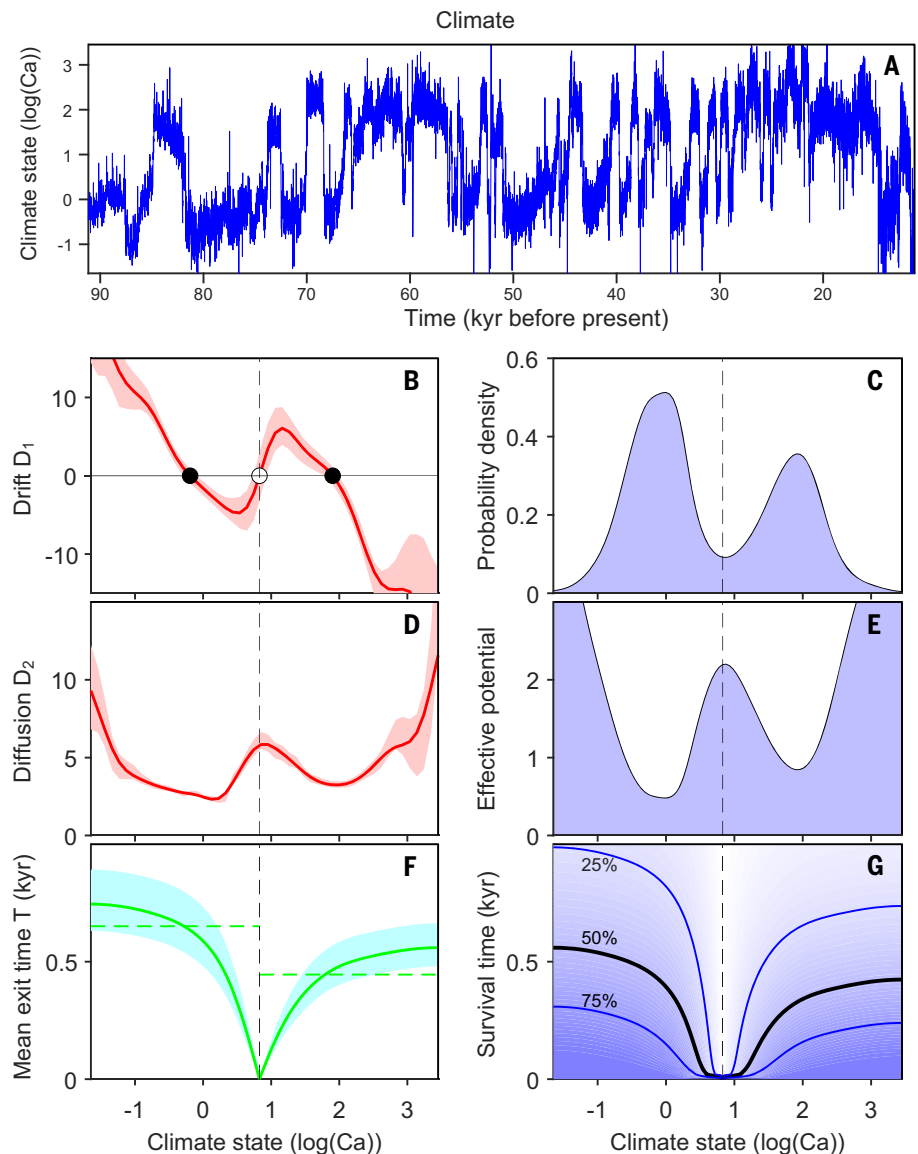 Climate
Climate state (log(Ca))
3
2
1
0
-1
A
90
80
70
60
50
40
30
20
Time (kyr before present)
Drift D₁
10
0
-10
B
Probability density
0.6
0.4
0.2
0
C
Diffusion D₂
10
5
0
D
Effective potential
2
1
0
E
Mean exit time T (kyr)
0.5
0
F
-1
0
1
2
3
Climate state (log(Ca))
Survival time (kyr)
0.5
0
25%
50%
75%
G
-1
0
1
2
3
Climate state (log(Ca))